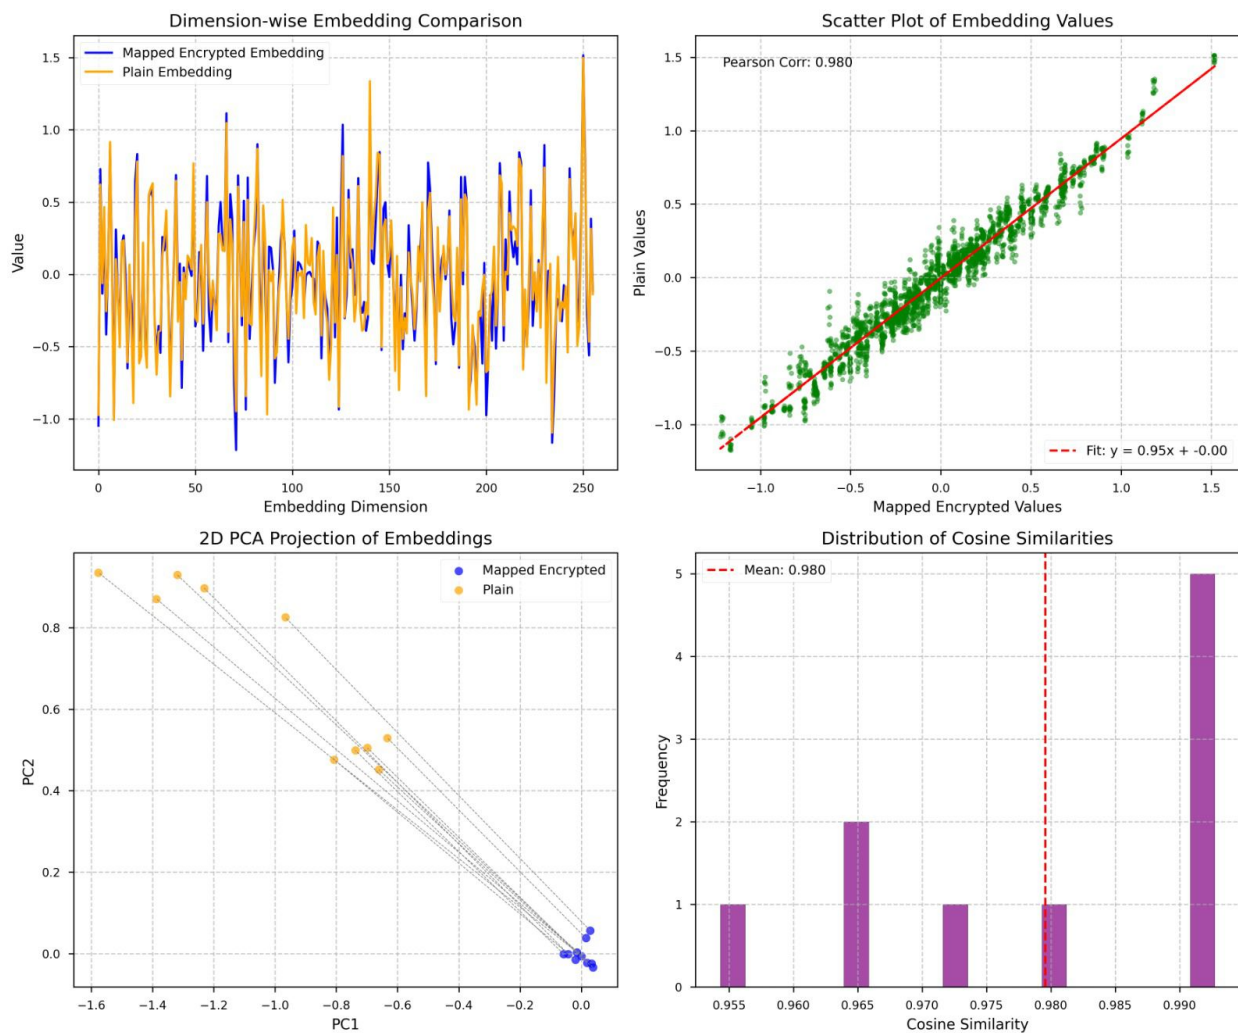 Dimension-wise Embedding Comparison
Mapped Encrypted Embedding
Plain Embedding
1.5
1.0
0.5
0.0
−0.5
−1.0
Value
0
50
100
150
200
250
Embedding Dimension
Scatter Plot of Embedding Values
Pearson Corr: 0.980
1.5
1.0
0.5
0.0
−0.5
−1.0
Plain Values
Fit: y = 0.95x + -0.00
−1.0
−0.5
0.0
0.5
1.0
1.5
Mapped Encrypted Values
2D PCA Projection of Embeddings
Mapped Encrypted
Plain
0.8
0.6
0.4
0.2
0.0
PC2
−1.6
−1.4
−1.2
−1.0
−0.8
−0.6
−0.4
−0.2
0.0
PC1
Distribution of Cosine Similarities
Mean: 0.980
5
4
3
2
1
0
Frequency
0.955
0.960
0.965
0.970
0.975
0.980
0.985
0.990
Cosine Similarity